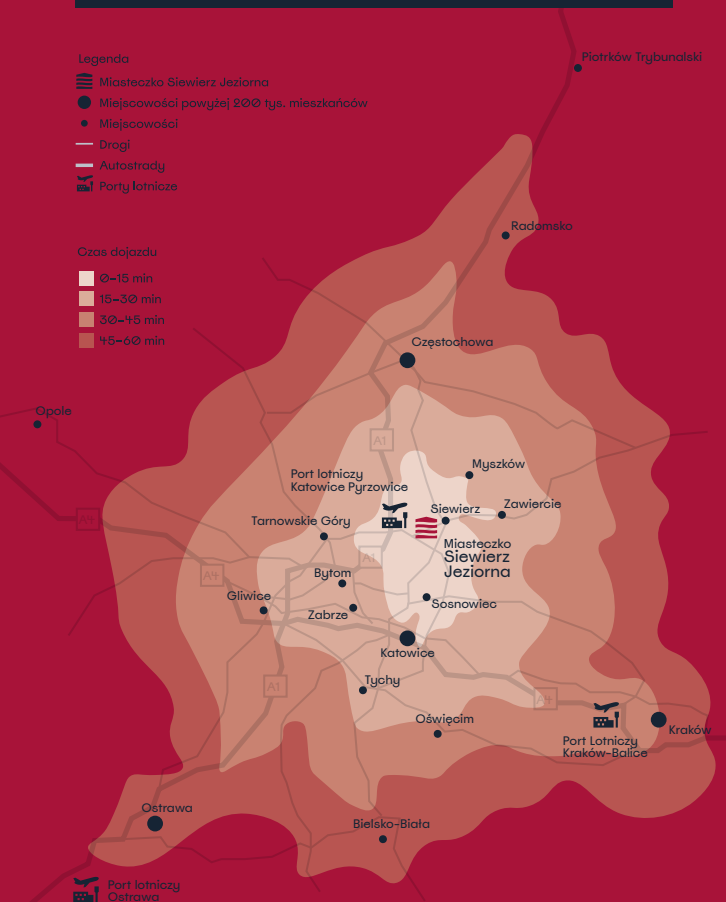 Legenda
Miasteczko Siewierz Jeziorna
Miejscowości powyżej 200 tys. mieszkańców
Miejscowości
Drogi
Autostrady
Porty lotnicze
Czas dojazdu
0–15 min
15–30 min
30–45 min
45–60 min
Piotrków Trybunalski
Radomsko
Częstochowa
Opole
A1
Myszków
Port lotniczy
Katowice Pyrzowice
Zawiercie
Siewierz
Tarnowskie Góry
A4
Miasteczko
Siewierz
Jeziorna
A1
Bytom
A4
Gliwice
Sosnowiec
Zabrze
Katowice
Tychy
A1
A4
Oświęcim
Kraków
Port Lotniczy
Kraków-Balice
Ostrawa
Bielsko-Biała
Port lotniczy
Ostrawa